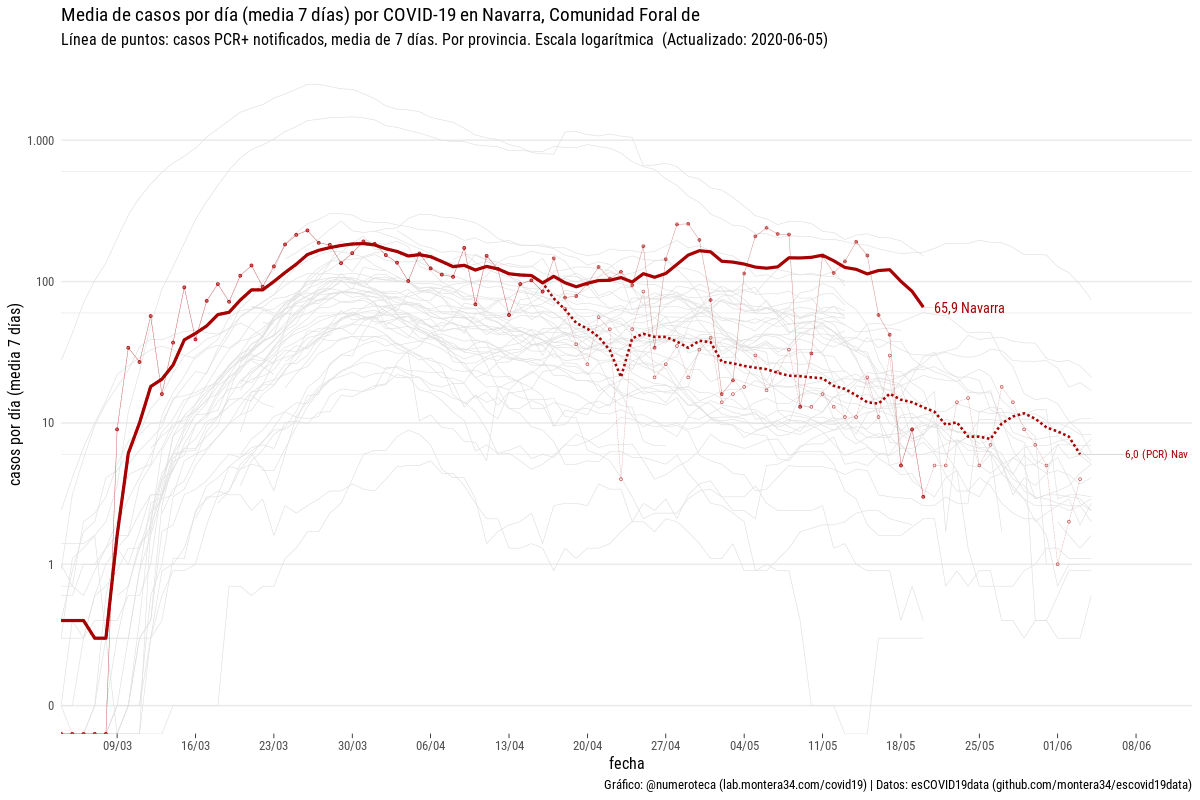 Media de casos por día (media 7 días) por COVID-19 en Navarra, Comunidad Foral de
Línea de puntos: casos PCR+ notificados, media de 7 días. Por provincia. Escala logarítmica (Actualizado: 2020-06-05)
casos por día (media 7 días)
1.000
100
10
1
0
65,9 Navarra
6,0 (PCR) Nav
09/03 16/03 23/03 30/03 06/04 13/04 20/04 27/04 04/05 11/05 18/05 25/05 01/06 08/06
fecha
Gráfico: @numeroteca (lab.montera34.com/covid19) | Datos: esCOVID19data (github.com/montera34/escovid19data)